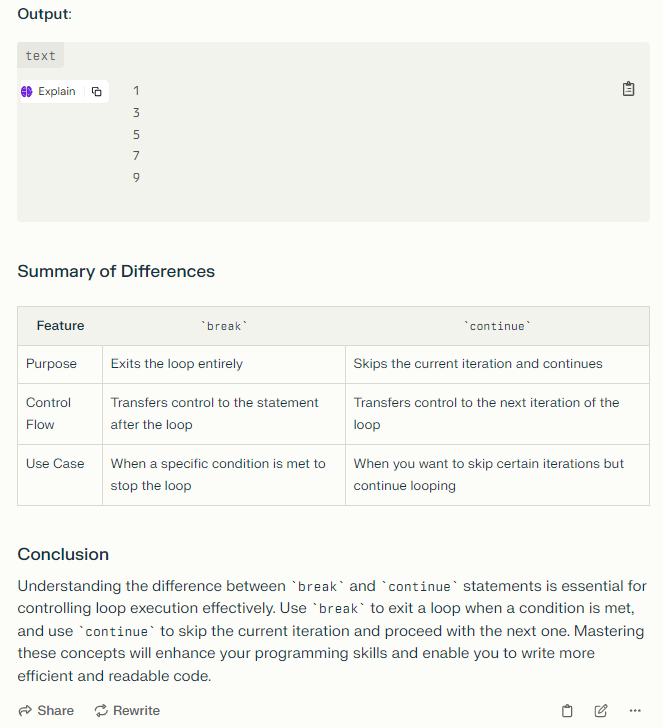 Output:
text
Explain
1
3
5
7
9
Summary of Differences
Feature `break` `continue`
Purpose Exits the loop entirely Skips the current iteration and continues
Control Transfers control to the statement Transfers control to the next iteration of the
Flow after the loop loop
Use Case When a specific condition is met to When you want to skip certain iterations but
stop the loop continue looping
Conclusion
Understanding the difference between `break` and `continue` statements is essential for
controlling loop execution effectively. Use `break` to exit a loop when a condition is met,
and use `continue` to skip the current iteration and proceed with the next one. Mastering
these concepts will enhance your programming skills and enable you to write more
efficient and readable code.
Share Rewrite